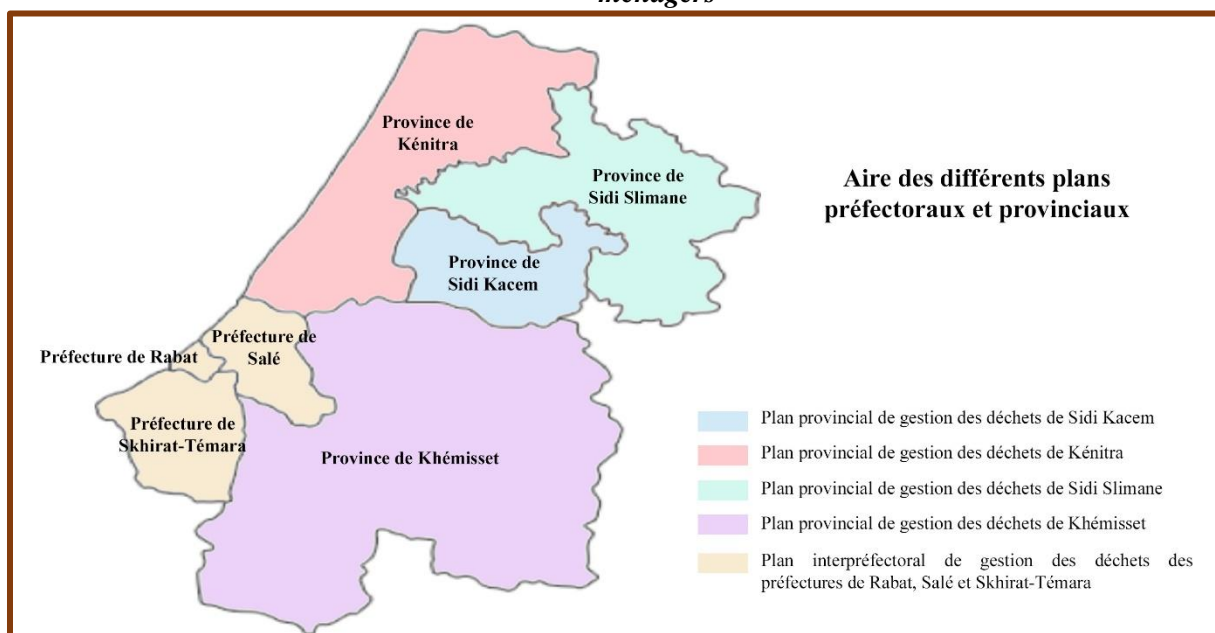 ménagers
Province de
Kénitra
Province de
Sidi Slimane
Aire des différents plans
préfectoraux et provinciaux
Province de
Sidi Kacem
Préfecture de
Salé
Préfecture de Rabat
Préfecture de
Skhirat-Témara
Province de Khémisset
Plan provincial de gestion des déchets de Sidi Kacem
Plan provincial de gestion des déchets de Kénitra
Plan provincial de gestion des déchets de Sidi Slimane
Plan provincial de gestion des déchets de Khémisset
Plan interpréfectoral de gestion des déchets des
préfectures de Rabat, Salé et Skhirat-Témara